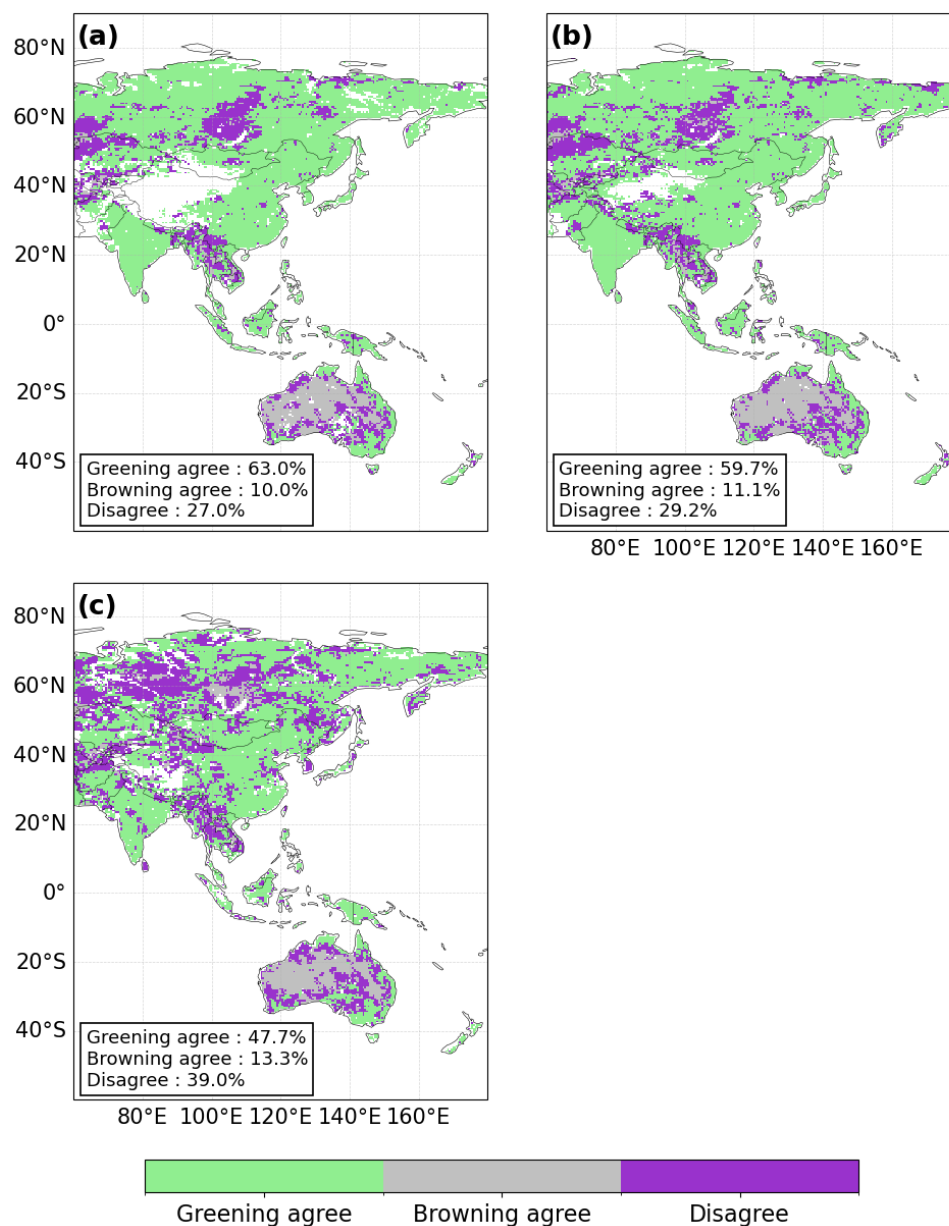 (a)
80°N
60°N
40°N
20°N
0°
20°S
40°S
Greening agree : 63.0%
Browning agree : 10.0%
Disagree : 27.0%
(b)
Greening agree : 59.7%
Browning agree : 11.1%
Disagree : 29.2%
80°E 100°E 120°E 140°E 160°E
(c)
80°N
60°N
40°N
20°N
0°
20°S
40°S
Greening agree : 47.7%
Browning agree : 13.3%
Disagree : 39.0%
80°E 100°E 120°E 140°E 160°E
Greening agree Browning agree Disagree